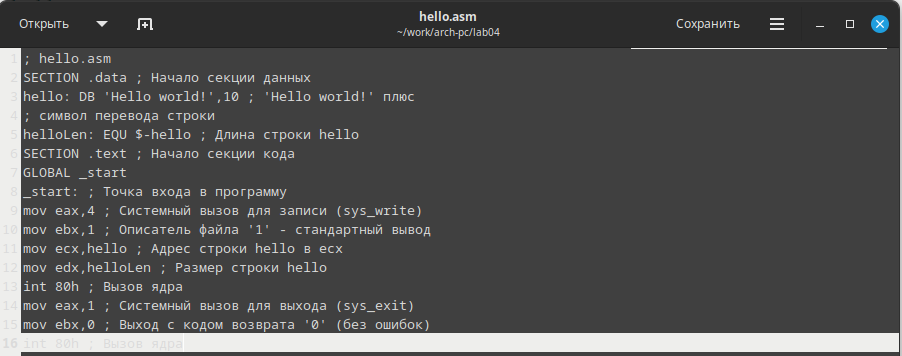 Открыть
hello.asm
~/work/arch-pc/lab04
Сохранить
1 ; hello.asm
2 SECTION .data ; Начало секции данных
3 hello: DB 'Hello world!',10 ; 'Hello world!' плюс
4 ; символ перевода строки
5 helloLen: EQU $-hello ; Длина строки hello
6 SECTION .text ; Начало секции кода
7 GLOBAL _start
8 _start: ; Точка входа в программу
9 mov eax,4 ; Системный вызов для записи (sys_write)
10 mov ebx,1 ; Описатель файла '1' - стандартный вывод
11 mov ecx,hello ; Адрес строки hello в ecx
12 mov edx,helloLen ; Размер строки hello
13 int 80h ; Вызов ядра
14 mov eax,1 ; Системный вызов для выхода (sys_exit)
15 mov ebx,0 ; Выход с кодом возврата '0' (без ошибок)
16 int 80h ; Вызов ядра